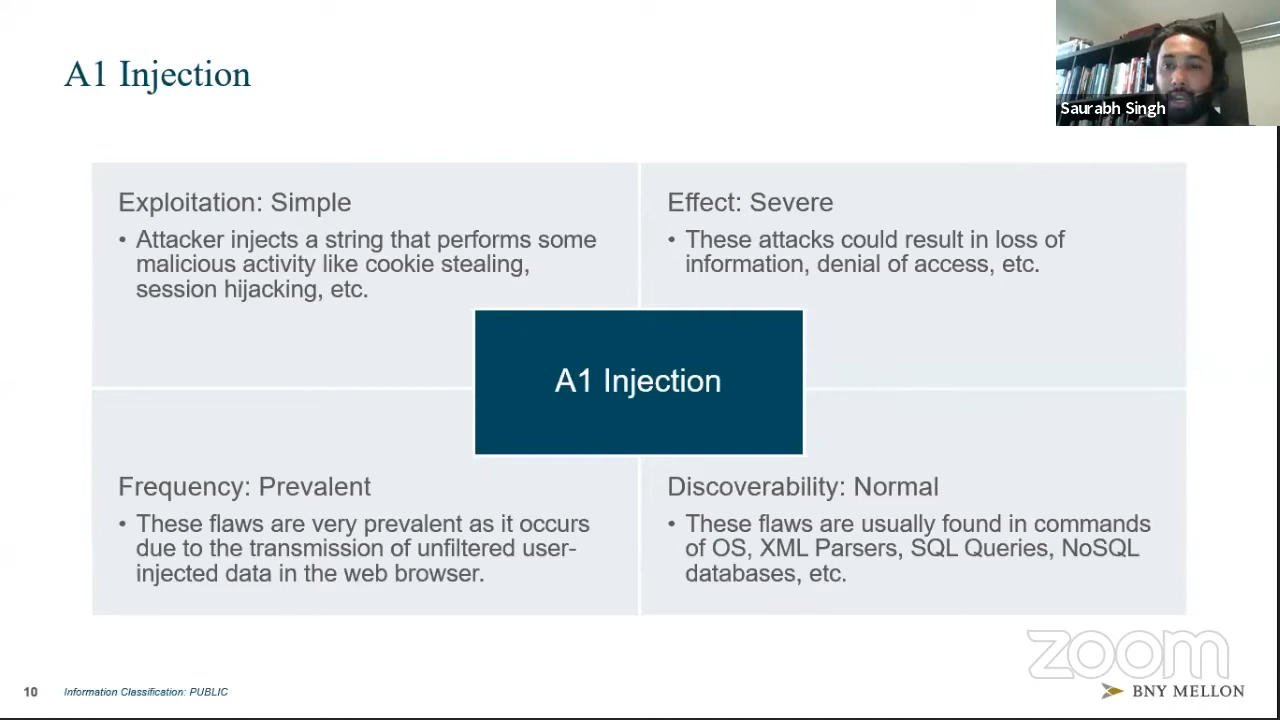 A1 Injection
Saurabh Singh
Exploitation: Simple
• Attacker injects a string that performs some
malicious activity like cookie stealing,
session hijacking, etc.
Effect: Severe
• These attacks could result in loss of
information, denial of access, etc.
A1 Injection
Frequency: Prevalent
• These flaws are very prevalent as it occurs
due to the transmission of unfiltered user-
injected data in the web browser.
Discoverability: Normal
• These flaws are usually found in commands
of OS, XML Parsers, SQL Queries, NoSQL
databases, etc.
zoom
10
Information Classification: PUBLIC
BNY MELLON